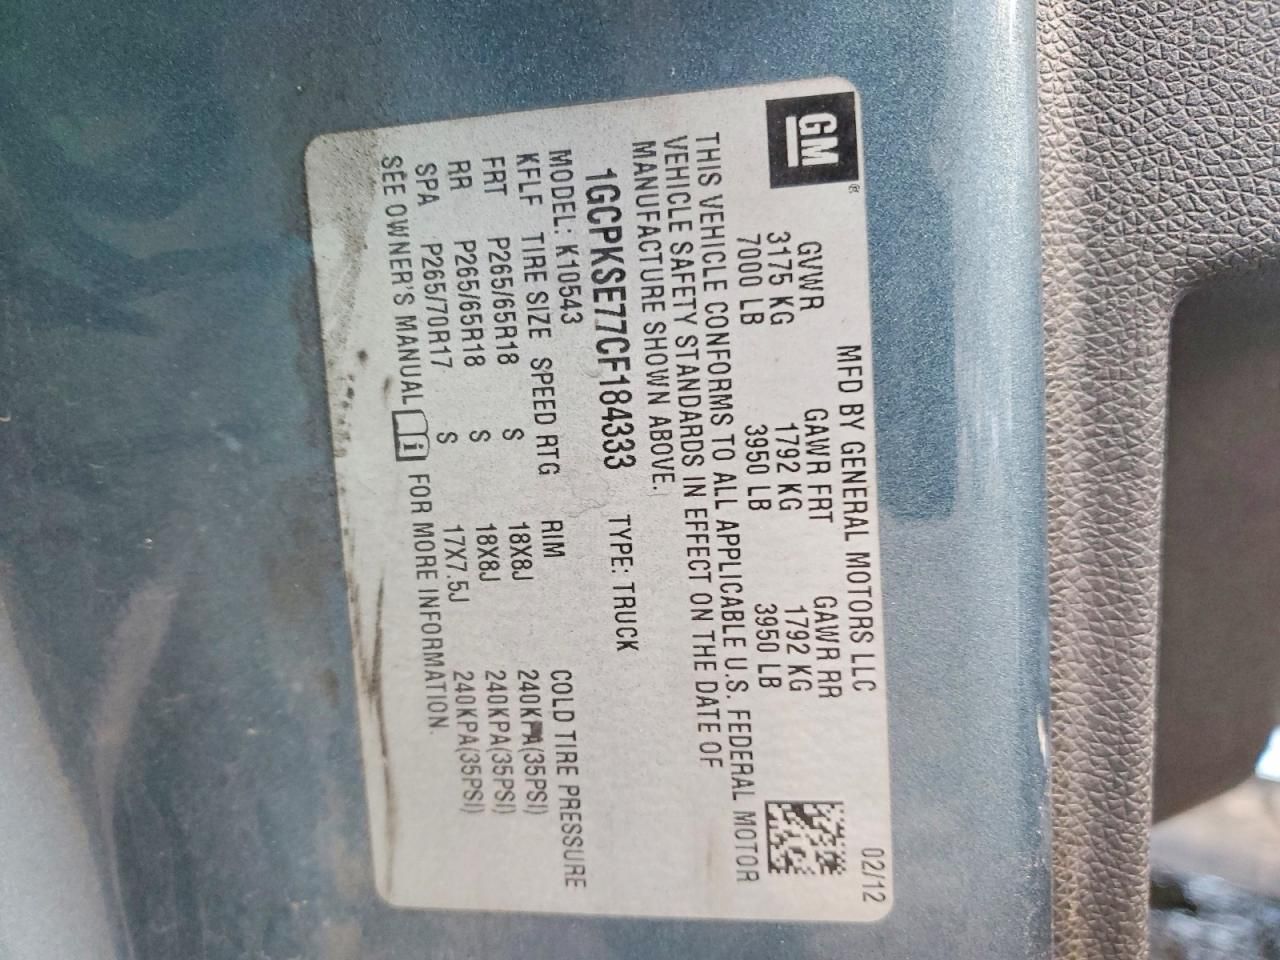 GM
®
MFD BY GENERAL MOTORS LLC 02/12
GVWR GAWR FRT GAWR RR
3175 KG 1792 KG 1792 KG
7000 LB 3950 LB 3950 LB
THIS VEHICLE CONFORMS TO ALL APPLICABLE U.S. FEDERAL MOTOR
VEHICLE SAFETY STANDARDS IN EFFECT ON THE DATE OF
MANUFACTURE SHOWN ABOVE.
1GCPKSE77CF184333 TYPE: TRUCK
MODEL: K10543
KFLF TIRE SIZE SPEED RTG RIM COLD TIRE PRESSURE
FRT P265/65R18 S 18X8J 240KPA(35PSI)
RR P265/65R18 S 18X8J 240KPA(35PSI)
SPA P265/70R17 S 17X7.5J 240KPA(35PSI)
SEE OWNER'S MANUAL i FOR MORE INFORMATION.